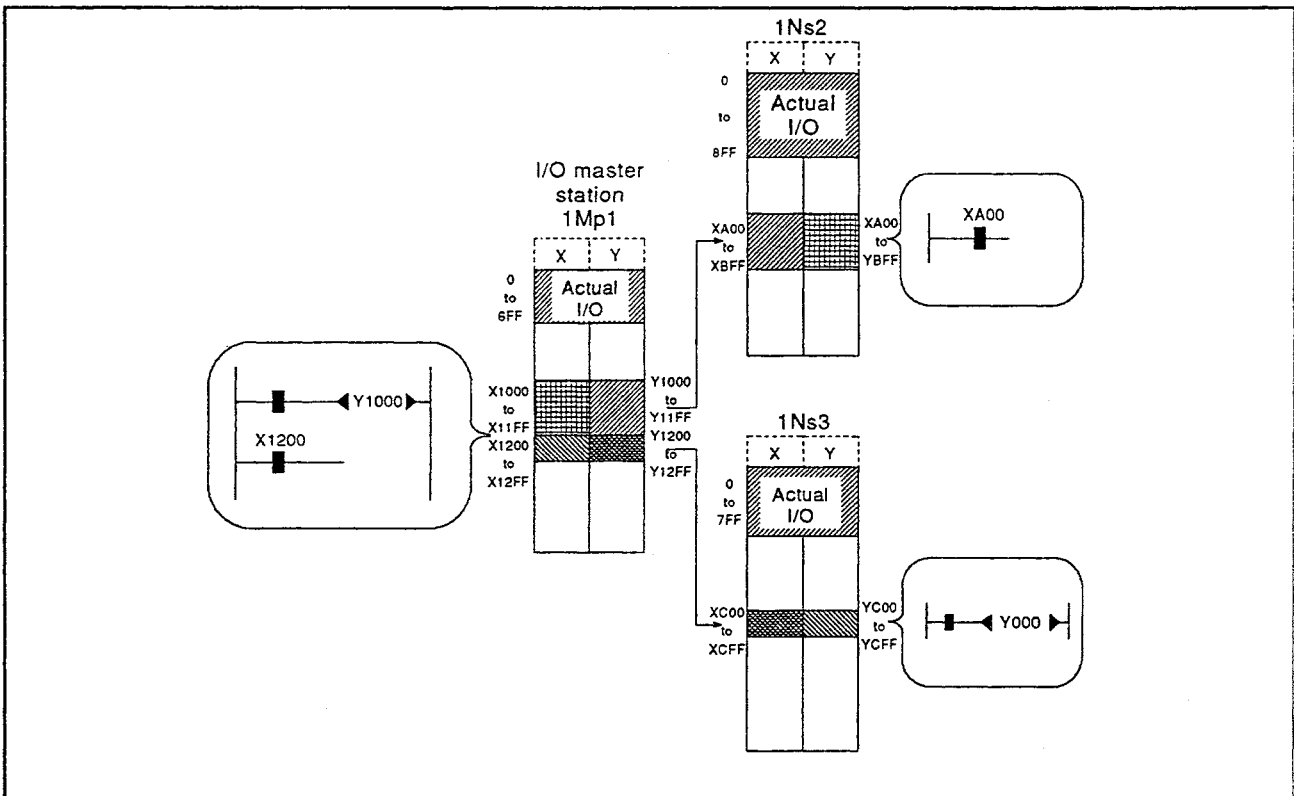 1Ns2
X Y
0
to
8FF
Actual
I/O
XA00
to
XBFF
XA00
to
YBFF
XA00
I/O master
station
1Mp1
X Y
0
to
6FF
Actual
I/O
X1000
to
X11FF
X1200
to
X12FF
Y1000
to
Y11FF
Y1200
to
Y12FF
Y1000
X1200
1Ns3
X Y
0
to
7FF
Actual
I/O
XC00
to
XCFF
YC00
to
YCFF
Y000